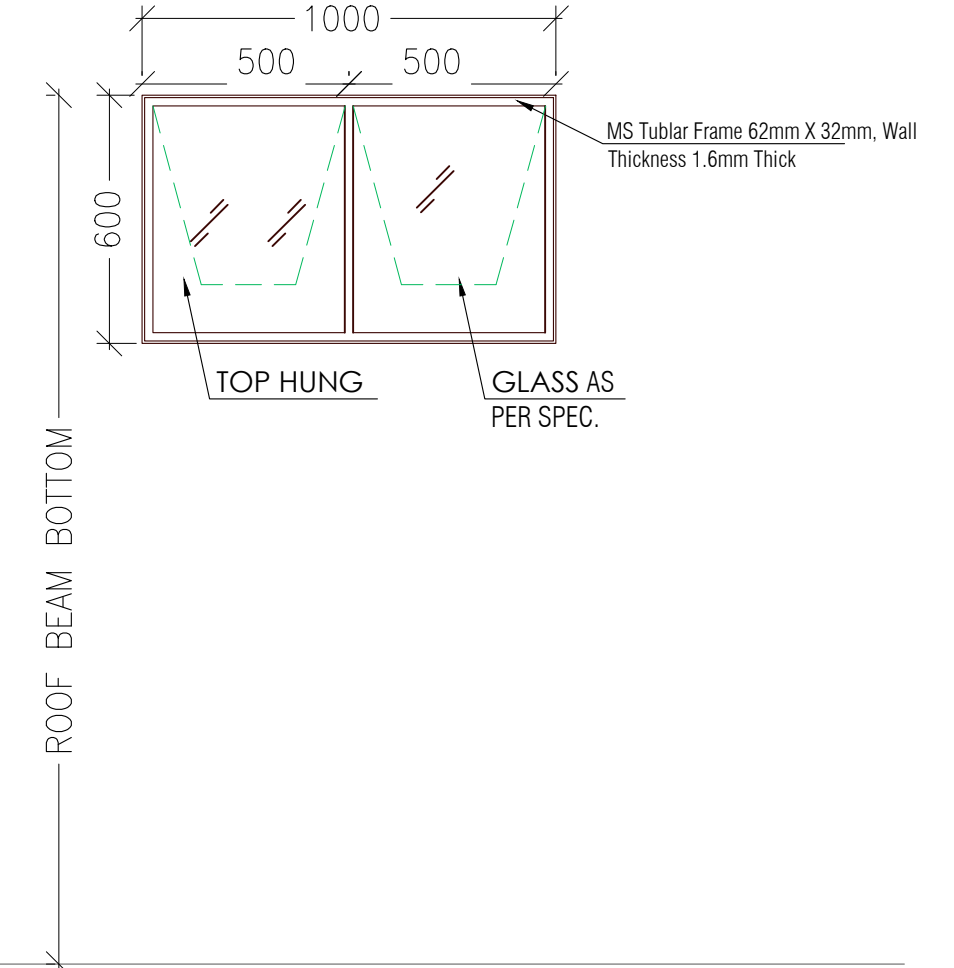 1000
500
500
MS Tublar Frame 62mm X 32mm, Wall
Thickness 1.6mm Thick
600
TOP HUNG
GLASS AS
PER SPEC.
ROOF BEAM BOTTOM